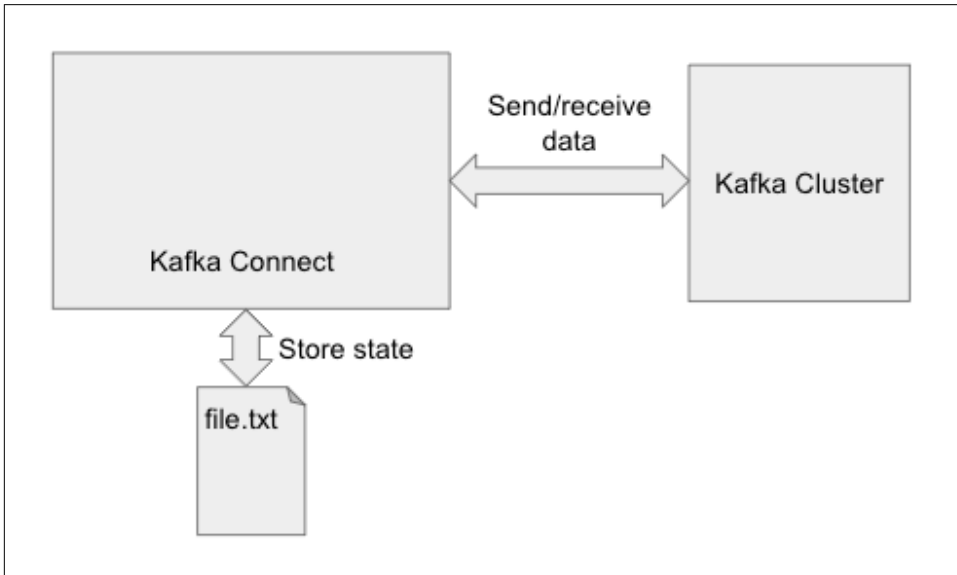 Send/receive
data
Kafka Cluster
Kafka Connect
Store state
file.txt